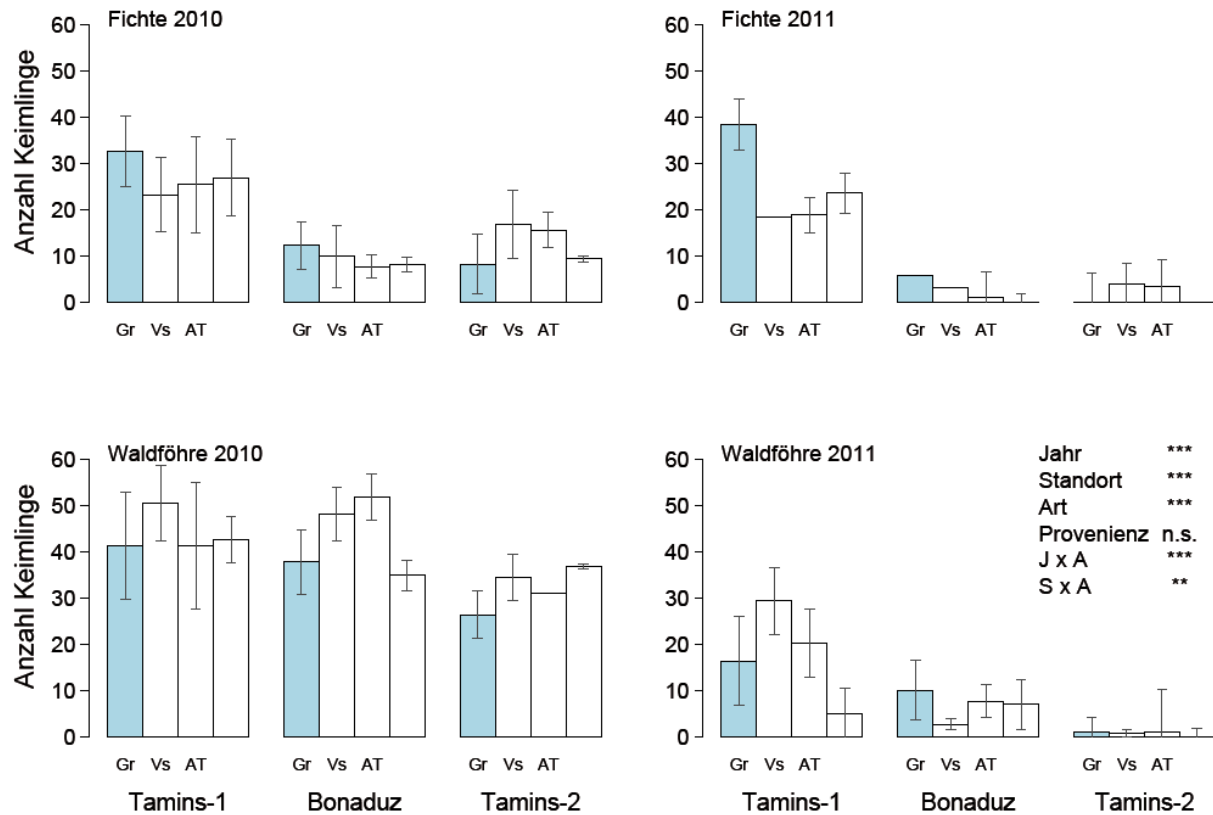 Fichte 2010
Anzahl Keimlinge
60
50
40
30
20
10
0
Gr Vs AT
Gr Vs AT
Gr Vs AT
Fichte 2011
60
50
40
30
20
10
0
Gr Vs AT
Gr Vs AT
Gr Vs AT
Waldföhre 2010
Anzahl Keimlinge
60
50
40
30
20
10
0
Gr Vs AT
Gr Vs AT
Gr Vs AT
Tamins-1 Bonaduz Tamins-2
Waldföhre 2011
60
50
40
30
20
10
0
Jahr ***
Standort ***
Art ***
Provenienz n.s.
J x A ***
S x A **
Gr Vs AT
Gr Vs AT
Gr Vs AT
Tamins-1 Bonaduz Tamins-2